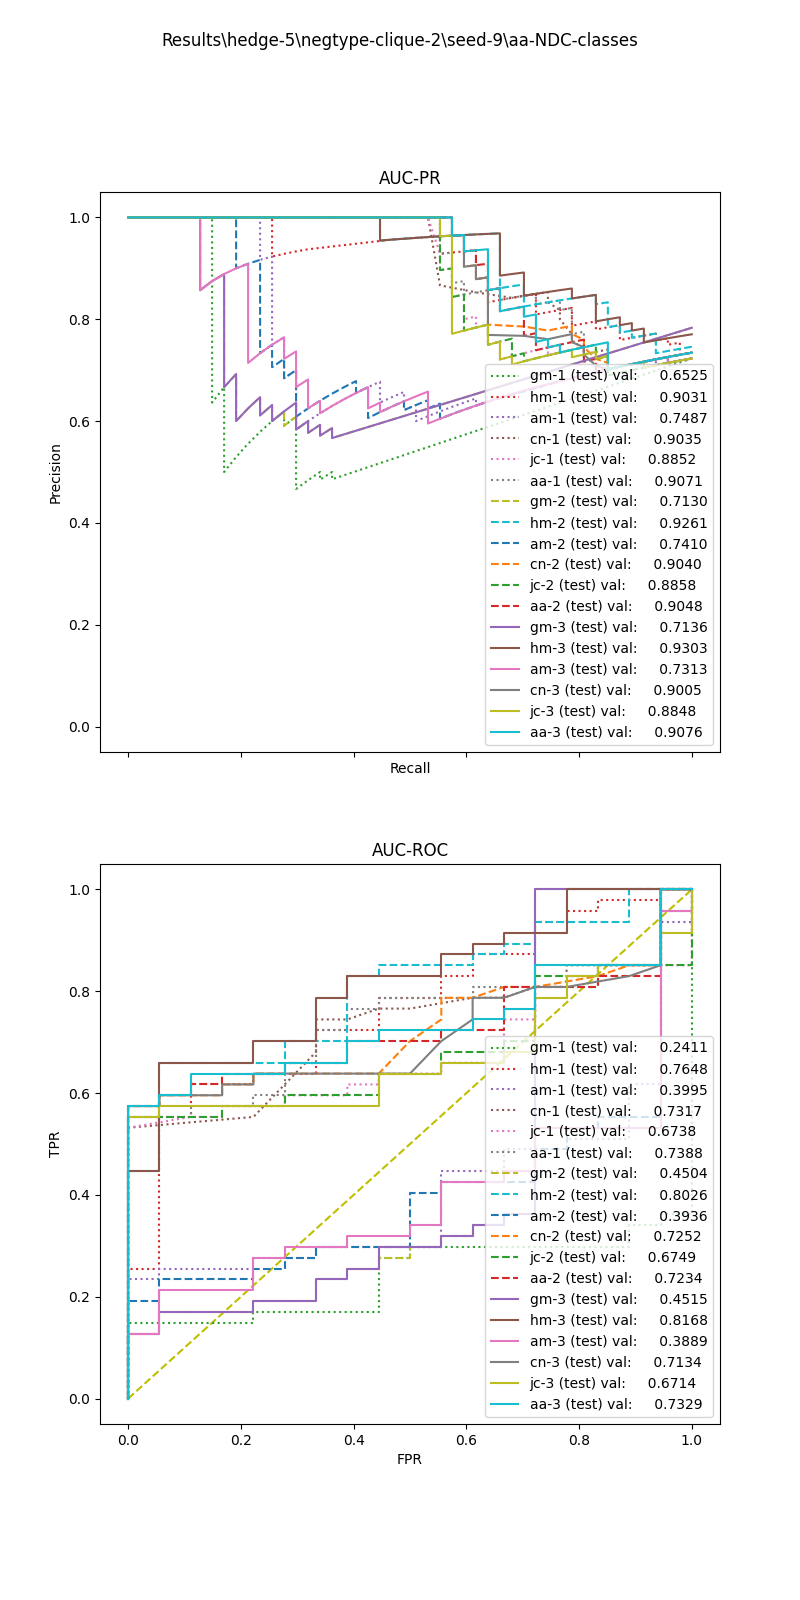 Results\hedge-5\negtype-clique-2\seed-9\aa-NDC-classes
AUC-PR
1.0
0.8
0.6
0.4
0.2
0.0
Precision
Recall
gm-1 (test) val: 0.6525
hm-1 (test) val: 0.9031
am-1 (test) val: 0.7487
cn-1 (test) val: 0.9035
jc-1 (test) val: 0.8852
aa-1 (test) val: 0.9071
gm-2 (test) val: 0.7130
hm-2 (test) val: 0.9261
am-2 (test) val: 0.7410
cn-2 (test) val: 0.9040
jc-2 (test) val: 0.8858
aa-2 (test) val: 0.9048
gm-3 (test) val: 0.7136
hm-3 (test) val: 0.9303
am-3 (test) val: 0.7313
cn-3 (test) val: 0.9005
jc-3 (test) val: 0.8848
aa-3 (test) val: 0.9076
AUC-ROC
1.0
0.8
0.6
0.4
0.2
0.0
TPR
0.0 0.2 0.4 0.6 0.8 1.0
FPR
gm-1 (test) val: 0.2411
hm-1 (test) val: 0.7648
am-1 (test) val: 0.3995
cn-1 (test) val: 0.7317
jc-1 (test) val: 0.6738
aa-1 (test) val: 0.7388
gm-2 (test) val: 0.4504
hm-2 (test) val: 0.8026
am-2 (test) val: 0.3936
cn-2 (test) val: 0.7252
jc-2 (test) val: 0.6749
aa-2 (test) val: 0.7234
gm-3 (test) val: 0.4515
hm-3 (test) val: 0.8168
am-3 (test) val: 0.3889
cn-3 (test) val: 0.7134
jc-3 (test) val: 0.6714
aa-3 (test) val: 0.7329